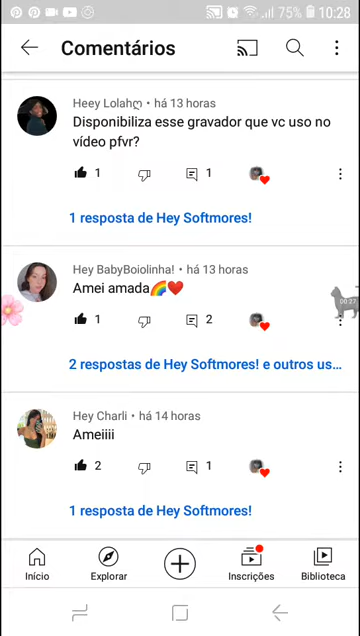 75% 10:28
Comentários
Heey Lolahღ • há 13 horas
Disponibiliza esse gravador que vc uso no
vídeo pfvr?
1 1
1 resposta de Hey Softmores!
Hey BabyBoiolinha! • há 13 horas
Amei amada🌈❤️
1 2
00:27
2 respostas de Hey Softmores! e outros us...
Hey Charli • há 14 horas
Ameiiii
2 1
1 resposta de Hey Softmores!
Início Explorar Inscrições Biblioteca